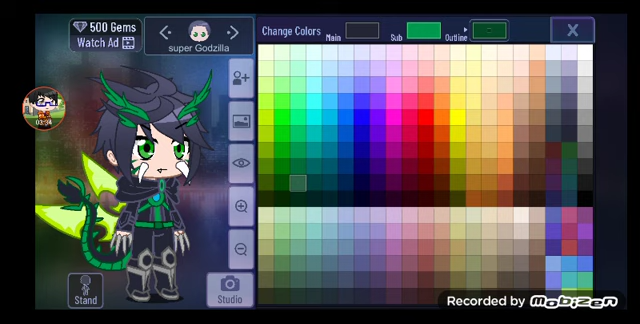 500 Gems
Watch Ad
super Godzilla
Change Colors
Main
Sub
Outline
X
03:34
Stand
Studio
Recorded by Mobizen